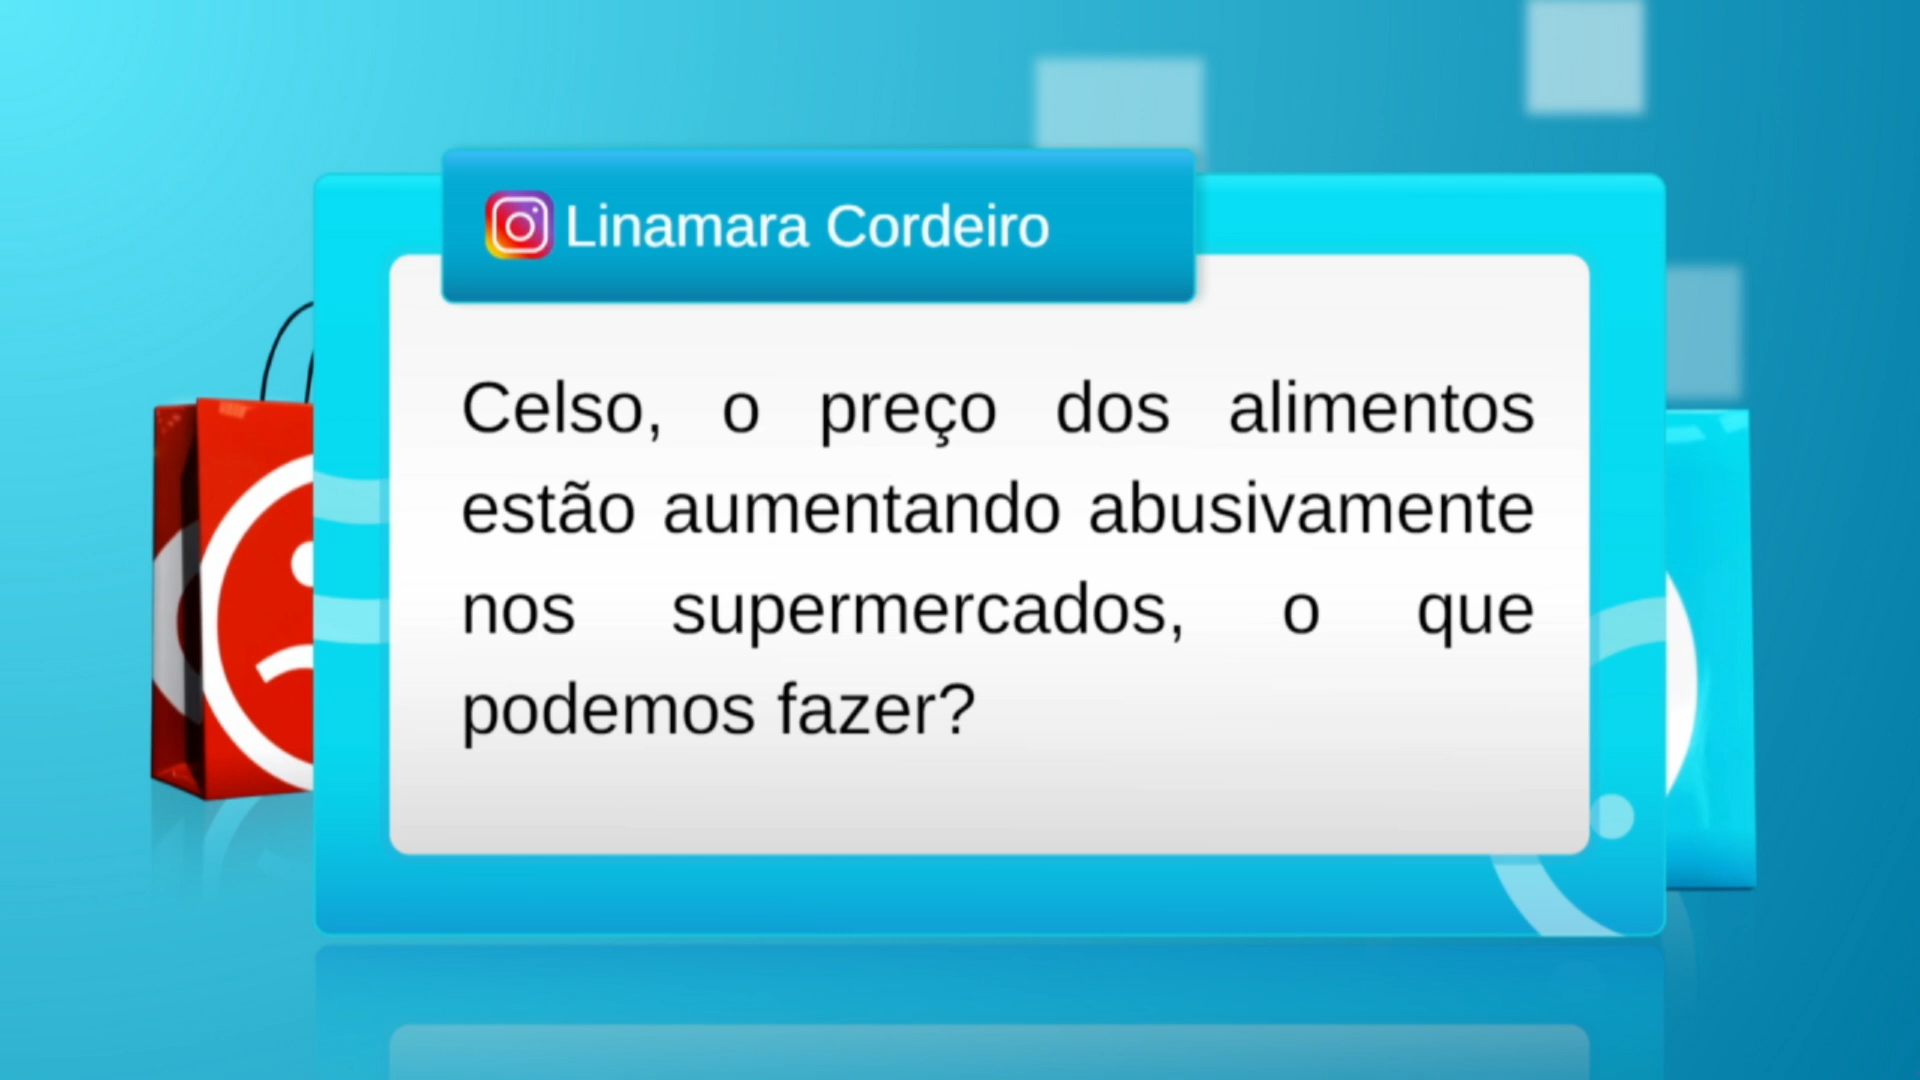 Linamara Cordeiro
Celso, o preço dos alimentos
estão aumentando abusivamente
nos supermercados, o que
podemos fazer?